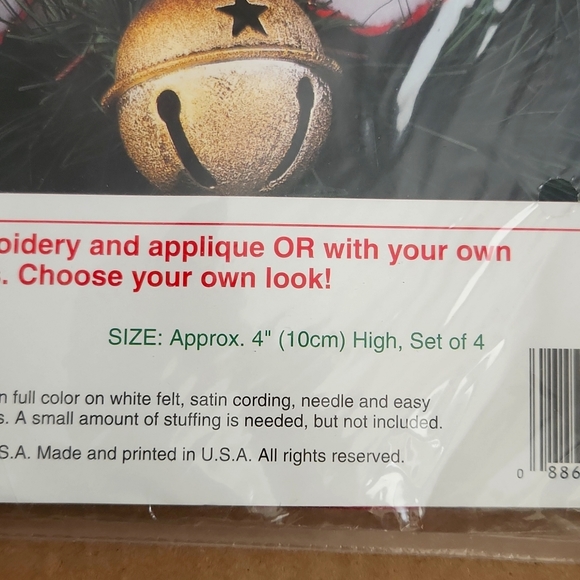 oidery and applique OR with your own
s. Choose your own look!
SIZE: Approx. 4" (10cm) High, Set of 4
n full color on white felt, satin cording, needle and easy
s. A small amount of stuffing is needed, but not included.
S.A. Made and printed in U.S.A. All rights reserved.
0 886